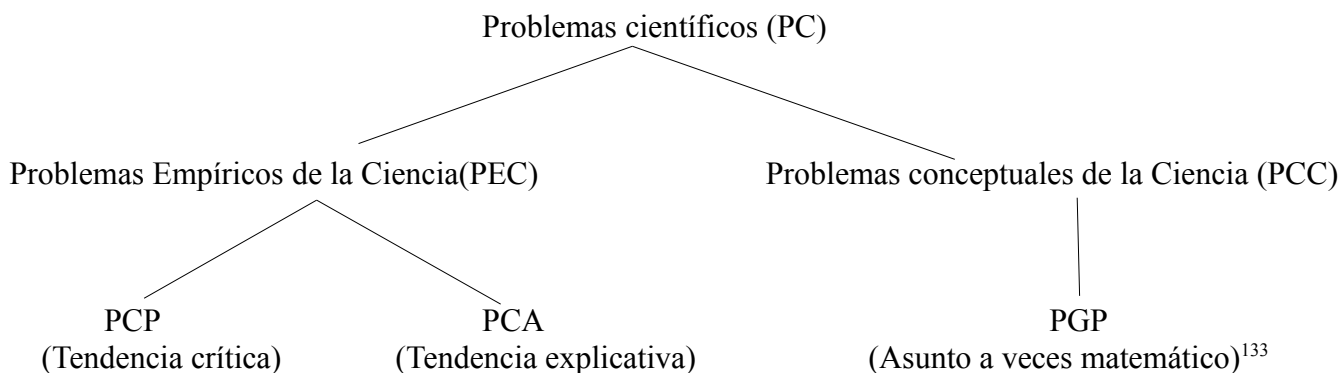 Problemas científicos (PC)
Problemas Empíricos de la Ciencia(PEC)
Problemas conceptuales de la Ciencia (PCC)
PCP
(Tendencia crítica)
PCA
(Tendencia explicativa)
PGP
(Asunto a veces matemático)133